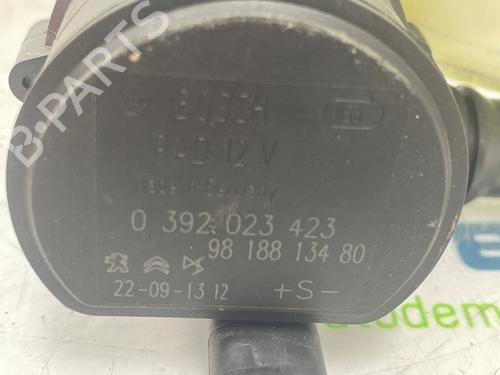 BOSCH
PAD 12 V
Made in Germany
0 392 023 423
98 188 134 80
22-09-13 12 +S-
B-PARTS
autodem